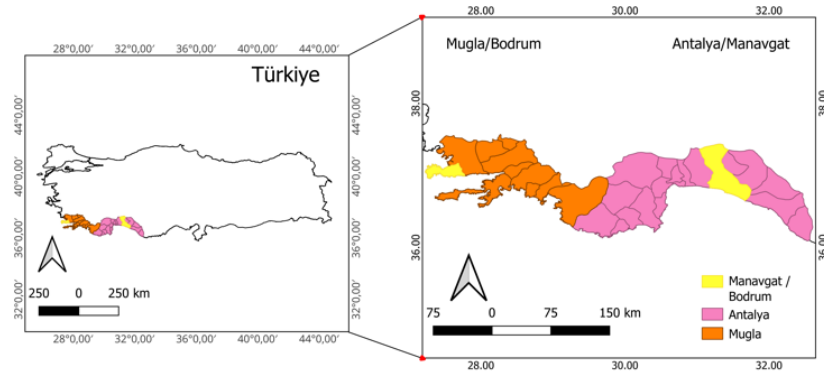 28°0,00′ 32°0,00′ 36°0,00′ 40°0,00′ 44°0,00′
Türkiye
44°0,00′
40°0,00′
36°0,00′
32°0,00′
44°0,00′
40°0,00′
36°0,00′
32°0,00′
250 0 250 km
28°0,00′ 32°0,00′ 36°0,00′ 40°0,00′ 44°0,00′
28.00 30.00 32.00
Mugla/Bodrum Antalya/Manavgat
38.00
36.00
38.00
36.00
Manavgat /
Bodrum
Antalya
Mugla
75 0 75 150 km
28.00 30.00 32.00